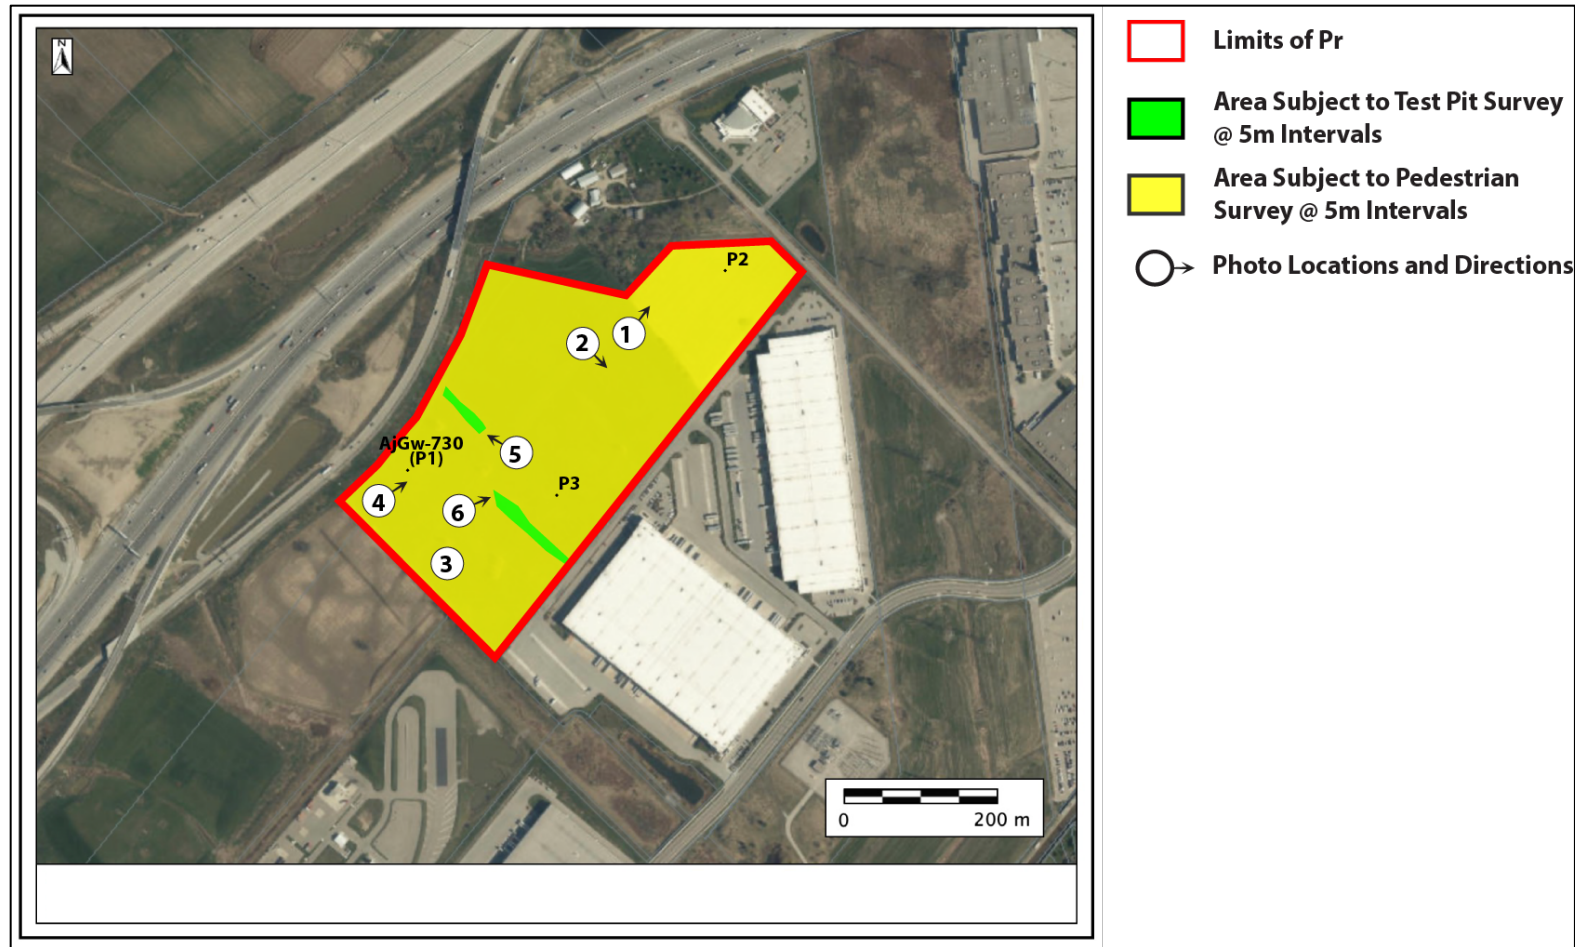 N
Limits of Pr
Area Subject to Test Pit Survey
@ 5m Intervals
Area Subject to Pedestrian
Survey @ 5m Intervals
Photo Locations and Directions
P2
1
2
AjGw-730
(P1)
5
4
P3
6
3
0 200 m